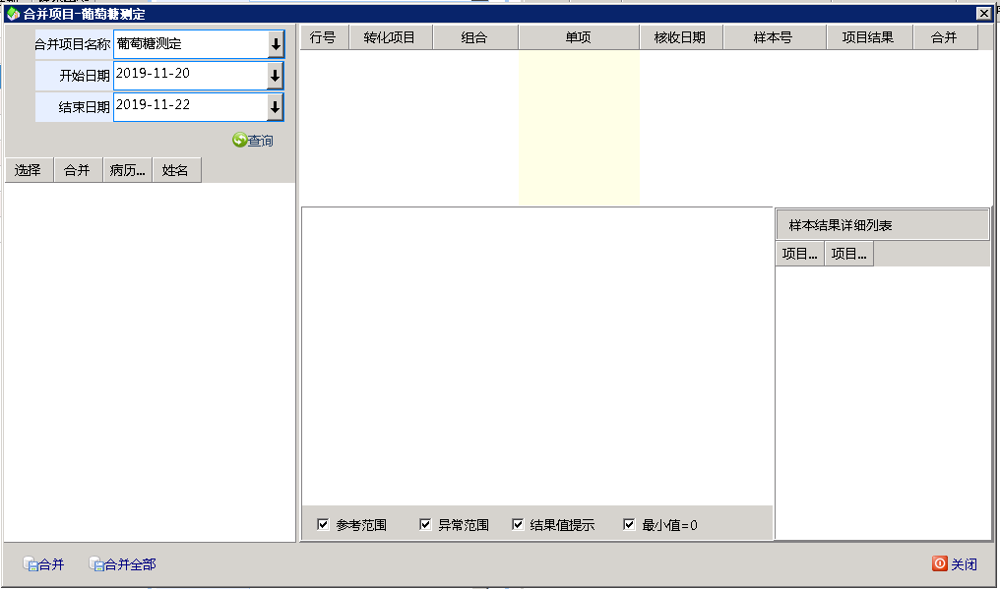 合并项目-葡萄糖测定
合并项目名称 葡萄糖测定
开始日期 2019-11-20
结束日期 2019-11-22
查询
选择 合并 病历... 姓名
行号 转化项目 组合 单项 核收日期 样本号 项目结果 合并
样本结果详细列表
项目... 项目...
参考范围 异常范围 结果值提示 最小值=0
合并 合并全部 关闭